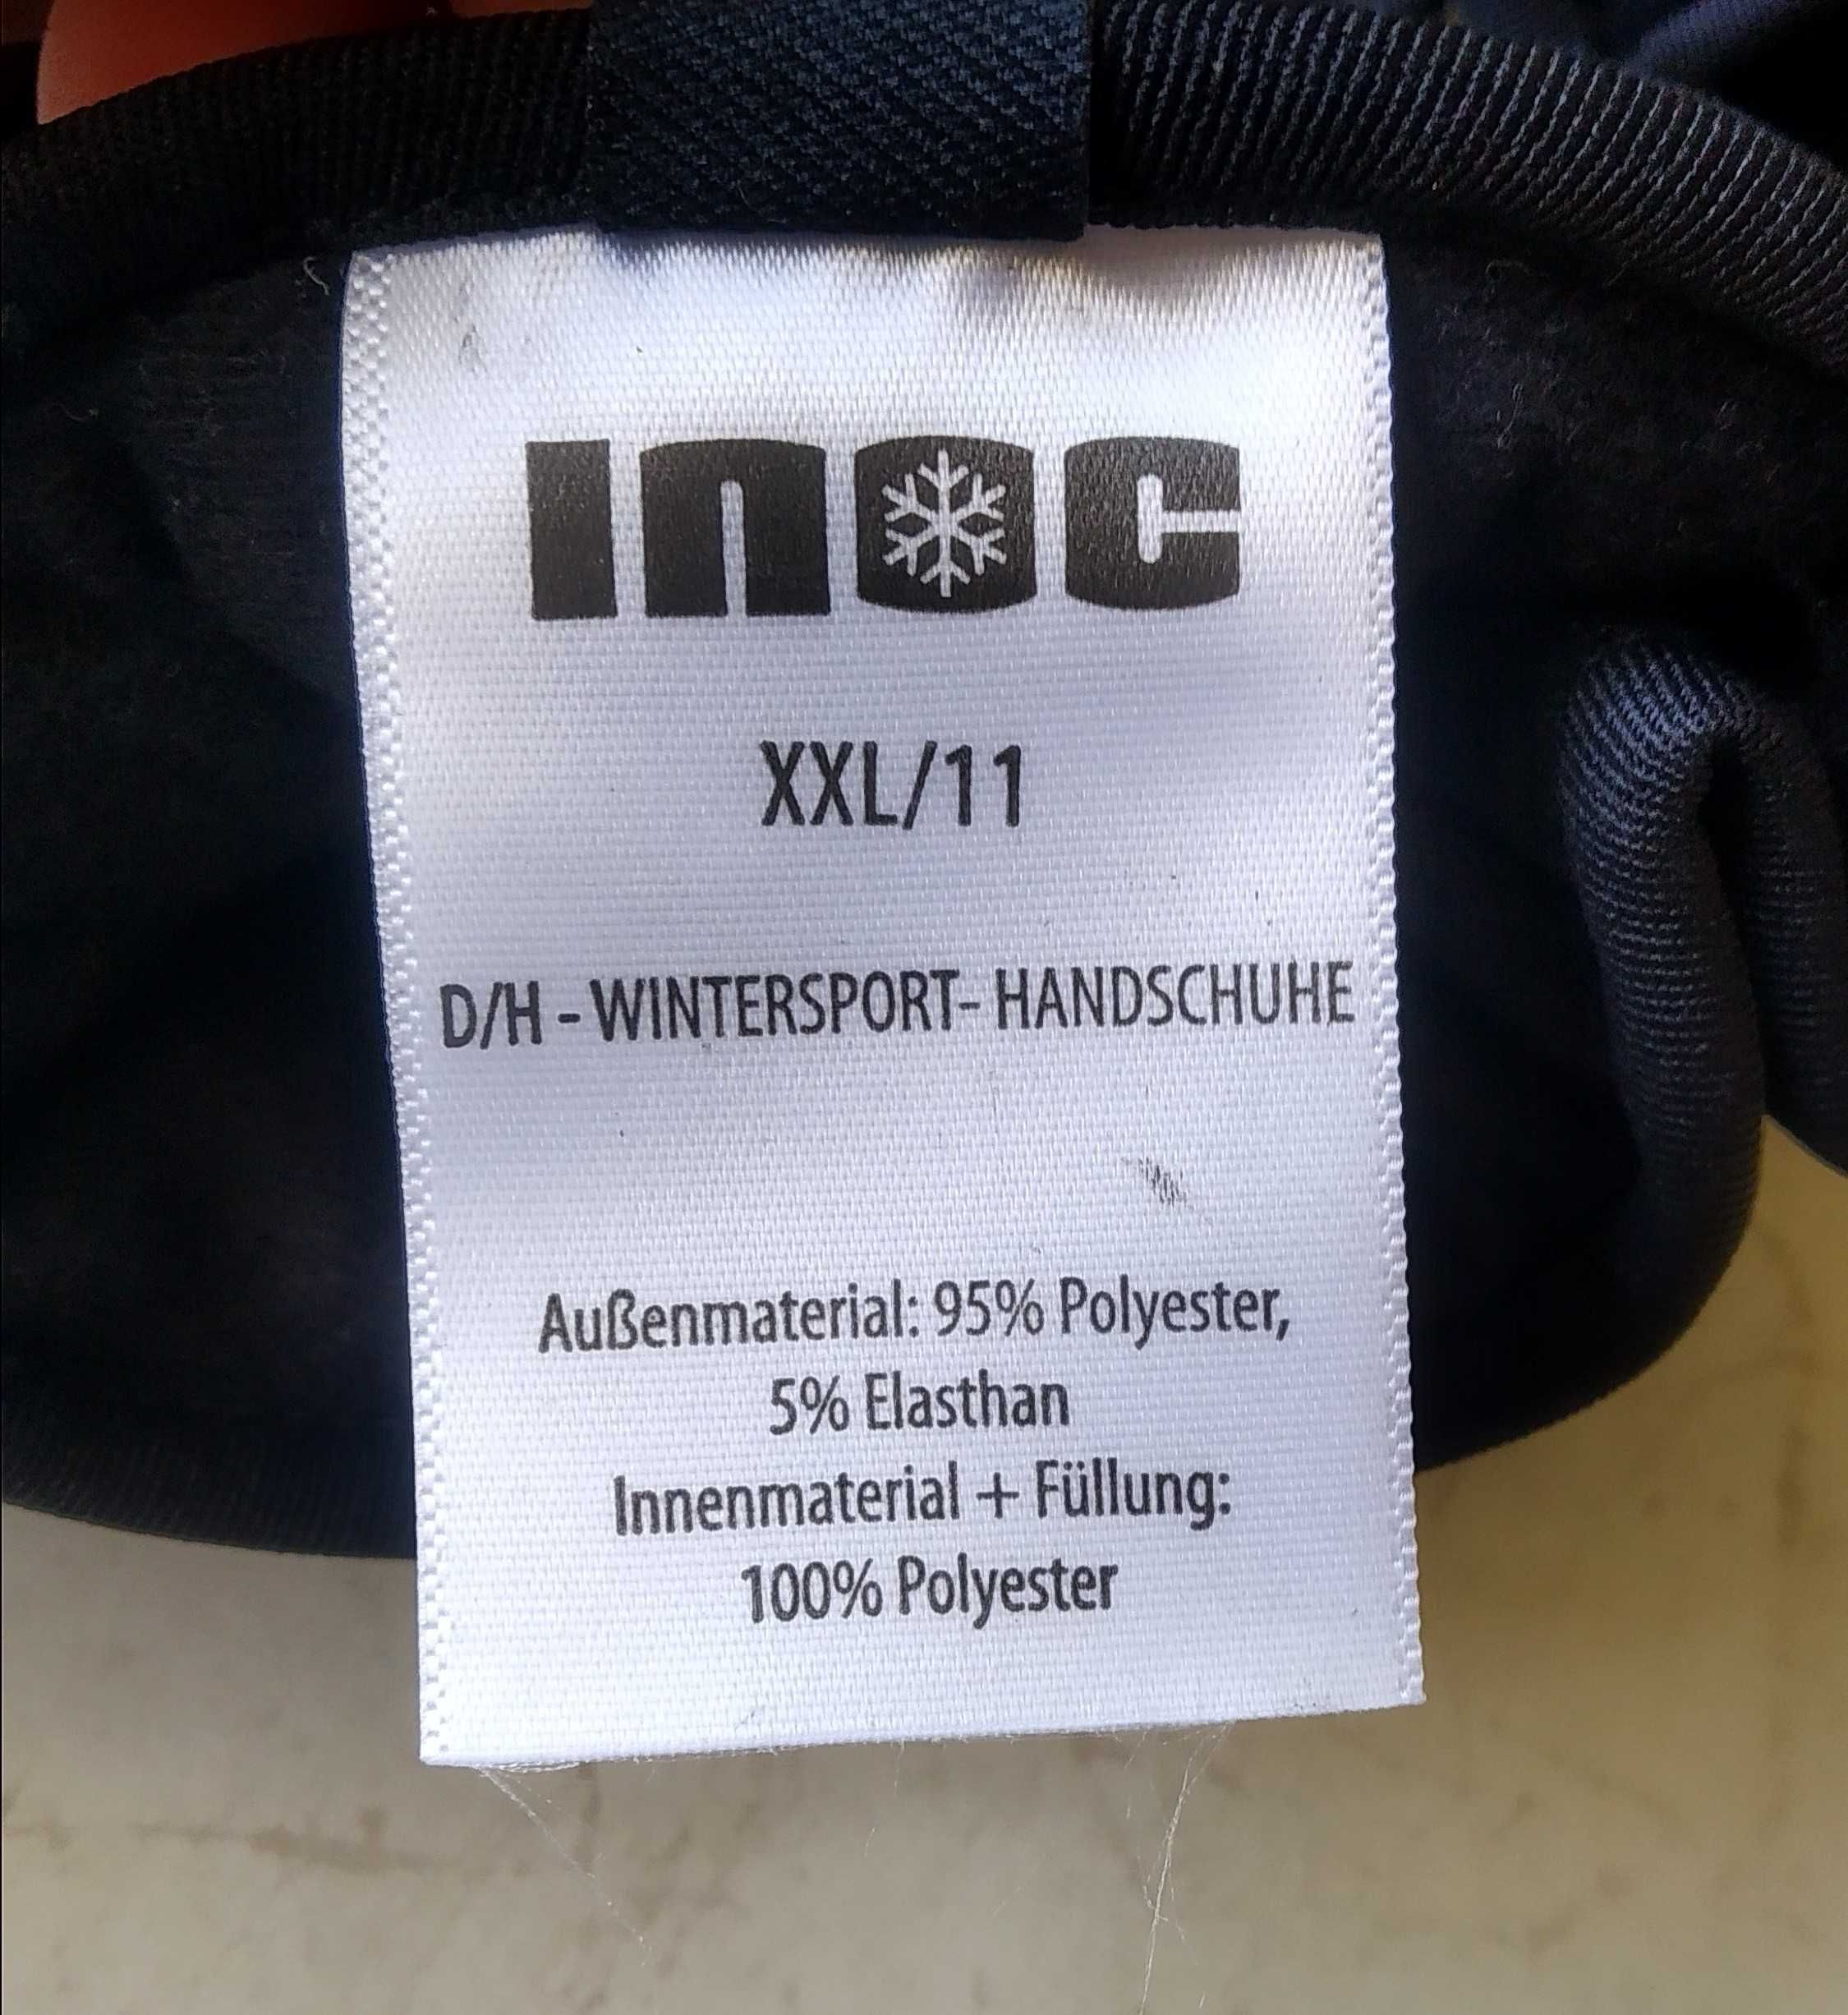 INOC
XXL/11
D/H - WINTERSPORT- HANDSCHUHE
Außenmaterial: 95% Polyester,
5% Elasthan
Innenmaterial + Füllung:
100% Polyester